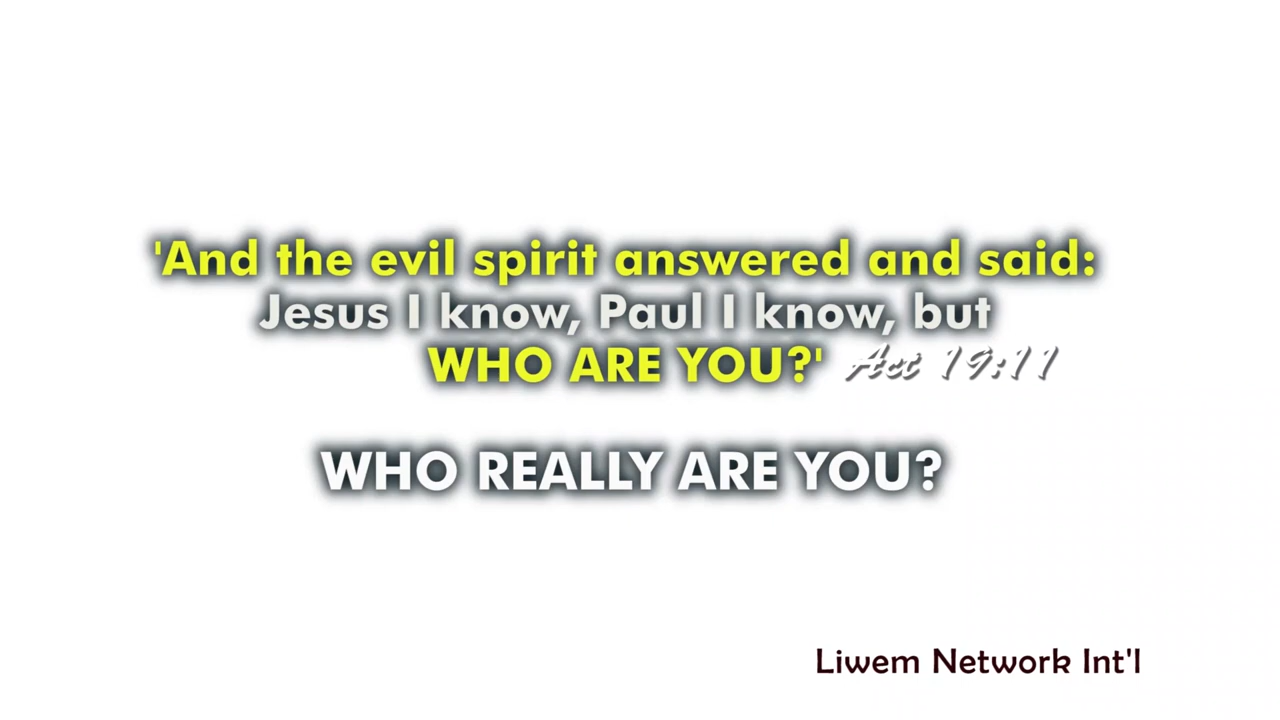 'And the evil spirit answered and said:
Jesus I know, Paul I know, but
WHO ARE YOU?' Act 19:11
WHO REALLY ARE YOU?
Liwem Network Int'l